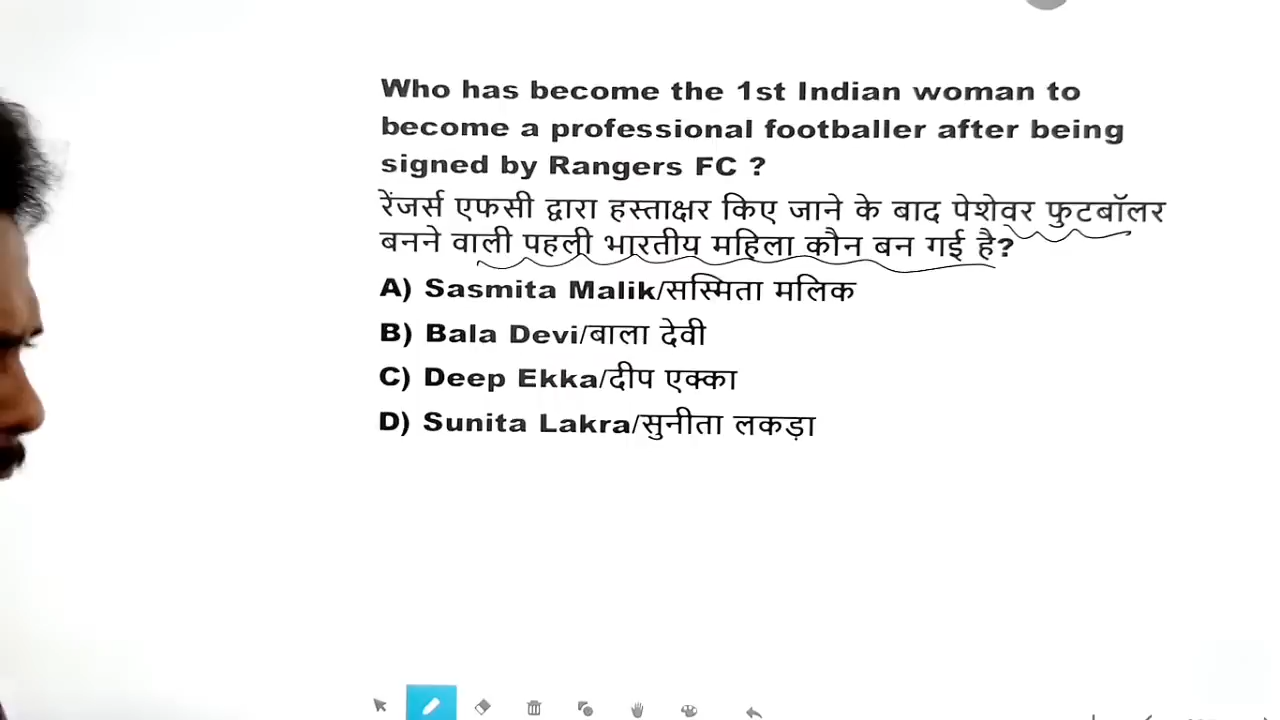 Who has become the 1st Indian woman to
become a professional footballer after being
signed by Rangers FC ?
रेंजर्स एफसी द्वारा हस्ताक्षर किए जाने के बाद पेशेवर फुटबॉलर
बनने वाली पहली भारतीय महिला कौन बन गई है?
A) Sasmita Malik/सस्मिता मलिक
B) Bala Devi/बाला देवी
C) Deep Ekka/दीप एक्का
D) Sunita Lakra/सुनीता लकड़ा